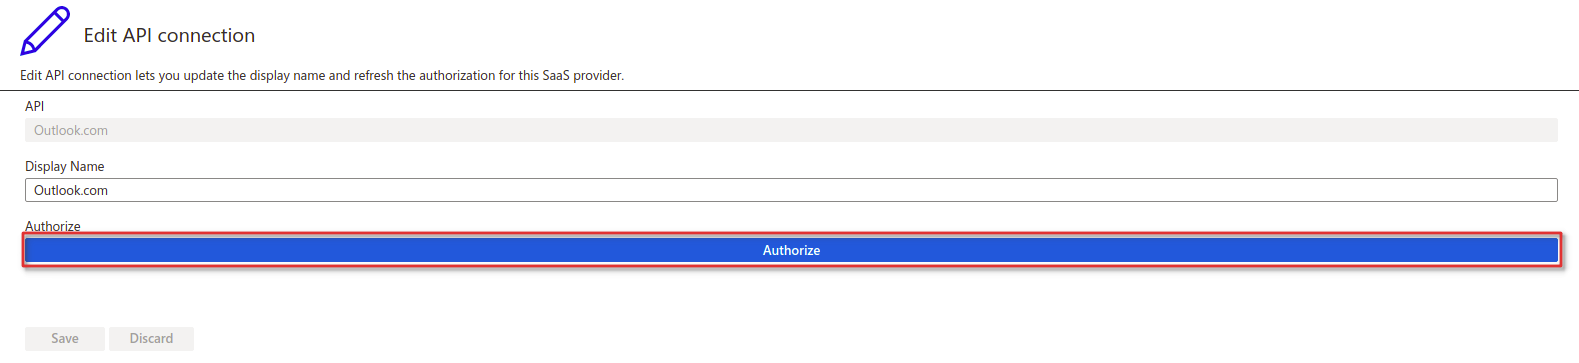 Edit API connection
Edit API connection lets you update the display name and refresh the authorization for this SaaS provider.
API
Outlook.com
Display Name
Outlook.com
Authorize
Authorize
Save Discard